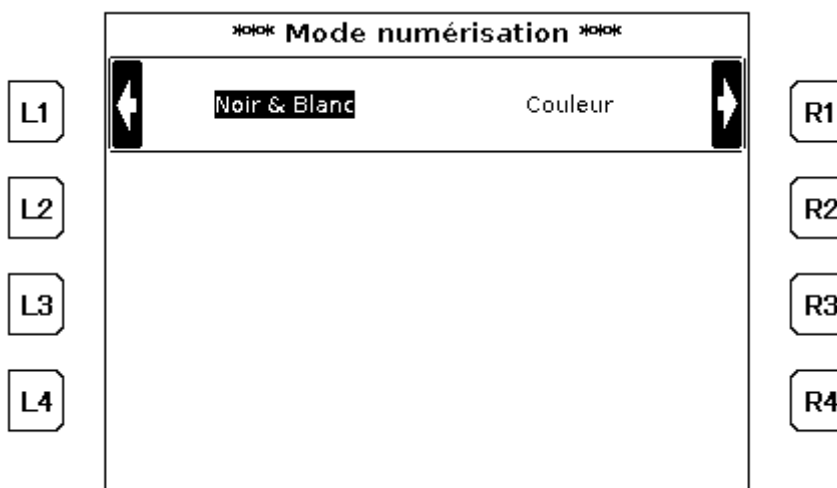 *** Mode numérisation ***
L1 Noir & Blanc Couleur R1
L2 R2
L3 R3
L4 R4